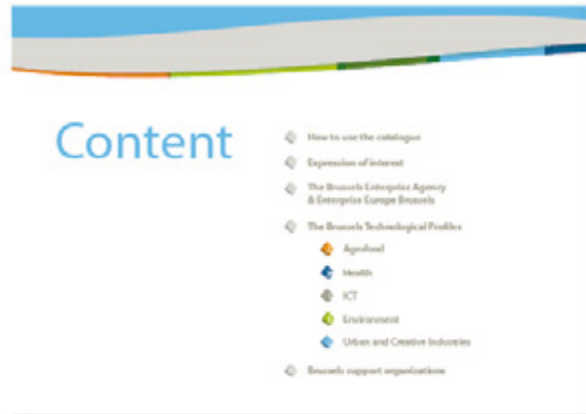 Content
How to use the catalogue
Expression of interest
The Brussels Enterprise Agency
& Enterprise Europe Brussels
The Brussels Technological Profiles
Agrofood
Health
ICT
Environment
Urban and Creative Industries
Brussels support organizations